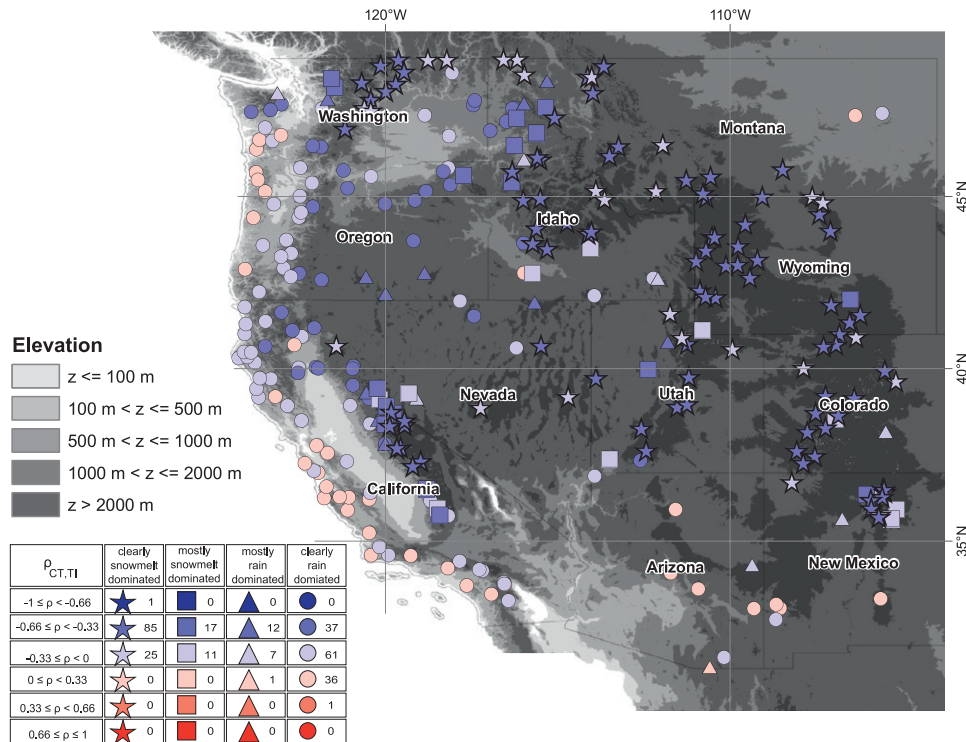 120°W 110°W
Washington
Montana
45°N
Idaho
Oregon
Wyoming
Elevation
z <= 100 m
40°N
100 m < z <= 500 m
Nevada
Utah
Colorado
500 m < z <= 1000 m
1000 m < z <= 2000 m
California
z > 2000 m
35°N
Arizona
New Mexico
ρCT,TI clearly snowmelt dominated mostly snowmelt dominated mostly rain dominated clearly rain domiated
-1 ≤ ρ < -0.66 1 0 0 0
-0.66 ≤ ρ < -0.33 85 17 12 37
-0.33 ≤ ρ < 0 25 11 7 61
0 ≤ ρ < 0.33 0 0 1 36
0.33 ≤ ρ < 0.66 0 0 0 1
0.66 ≤ ρ ≤ 1 0 0 0 0